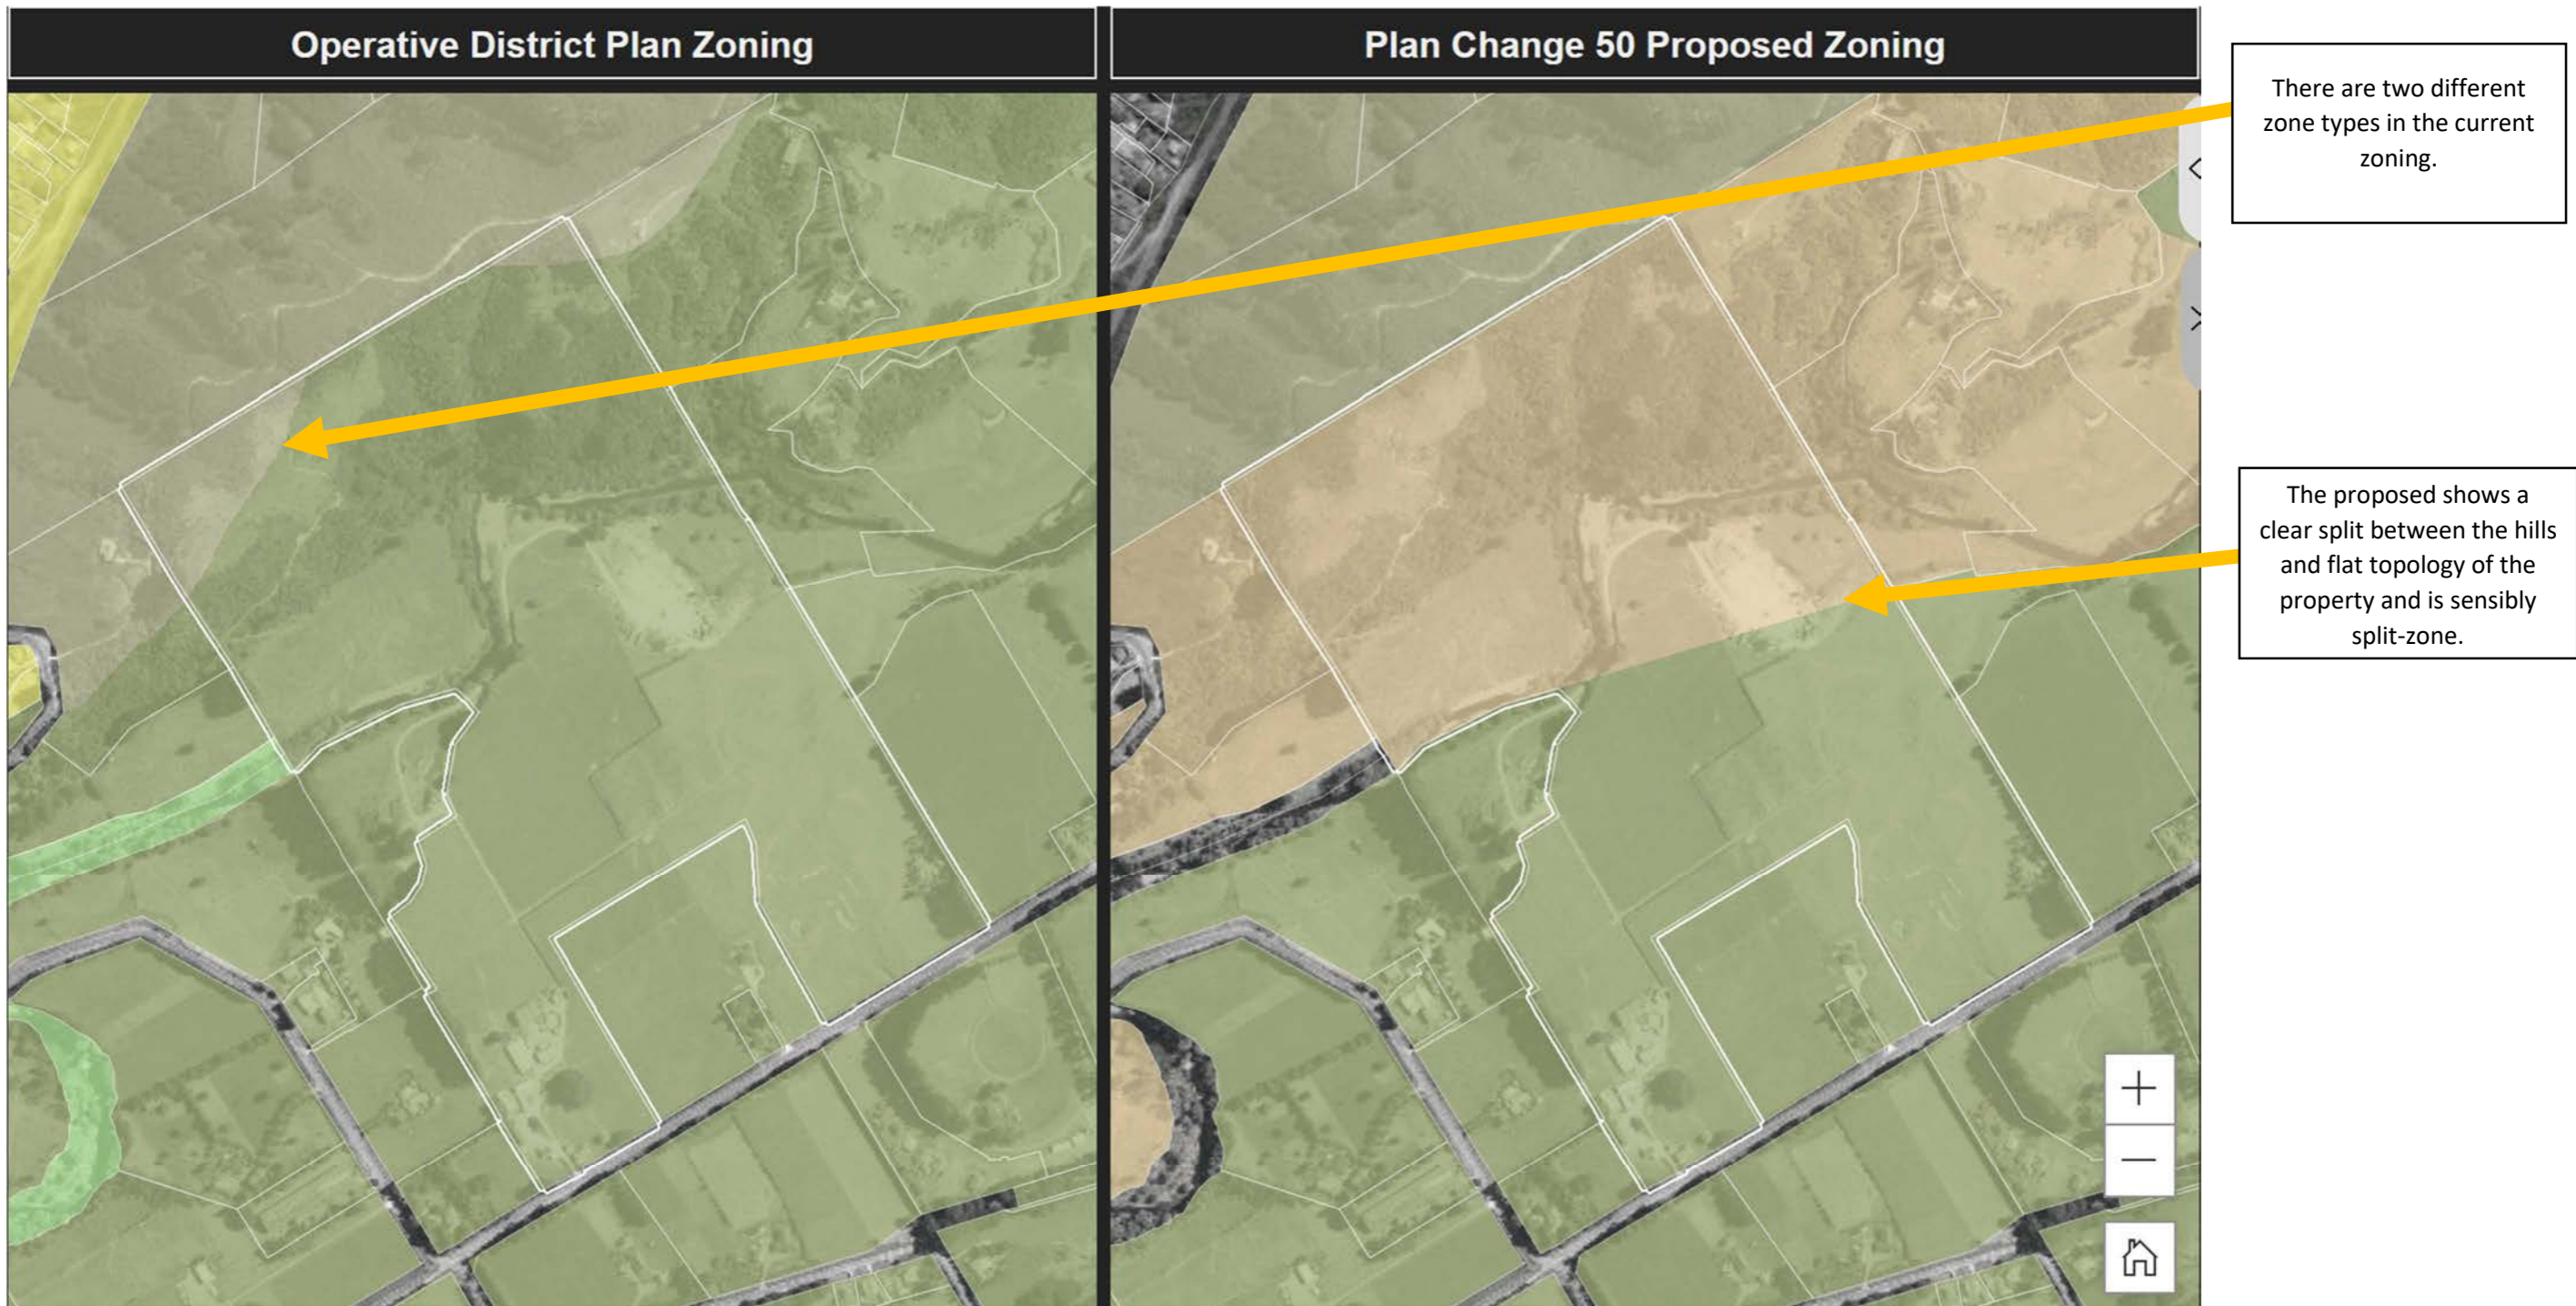 Operative District Plan Zoning
Plan Change 50 Proposed Zoning
There are two different
zone types in the current
zoning.
The proposed shows a
clear split between the hills
and flat topology of the
property and is sensibly
split-zone.